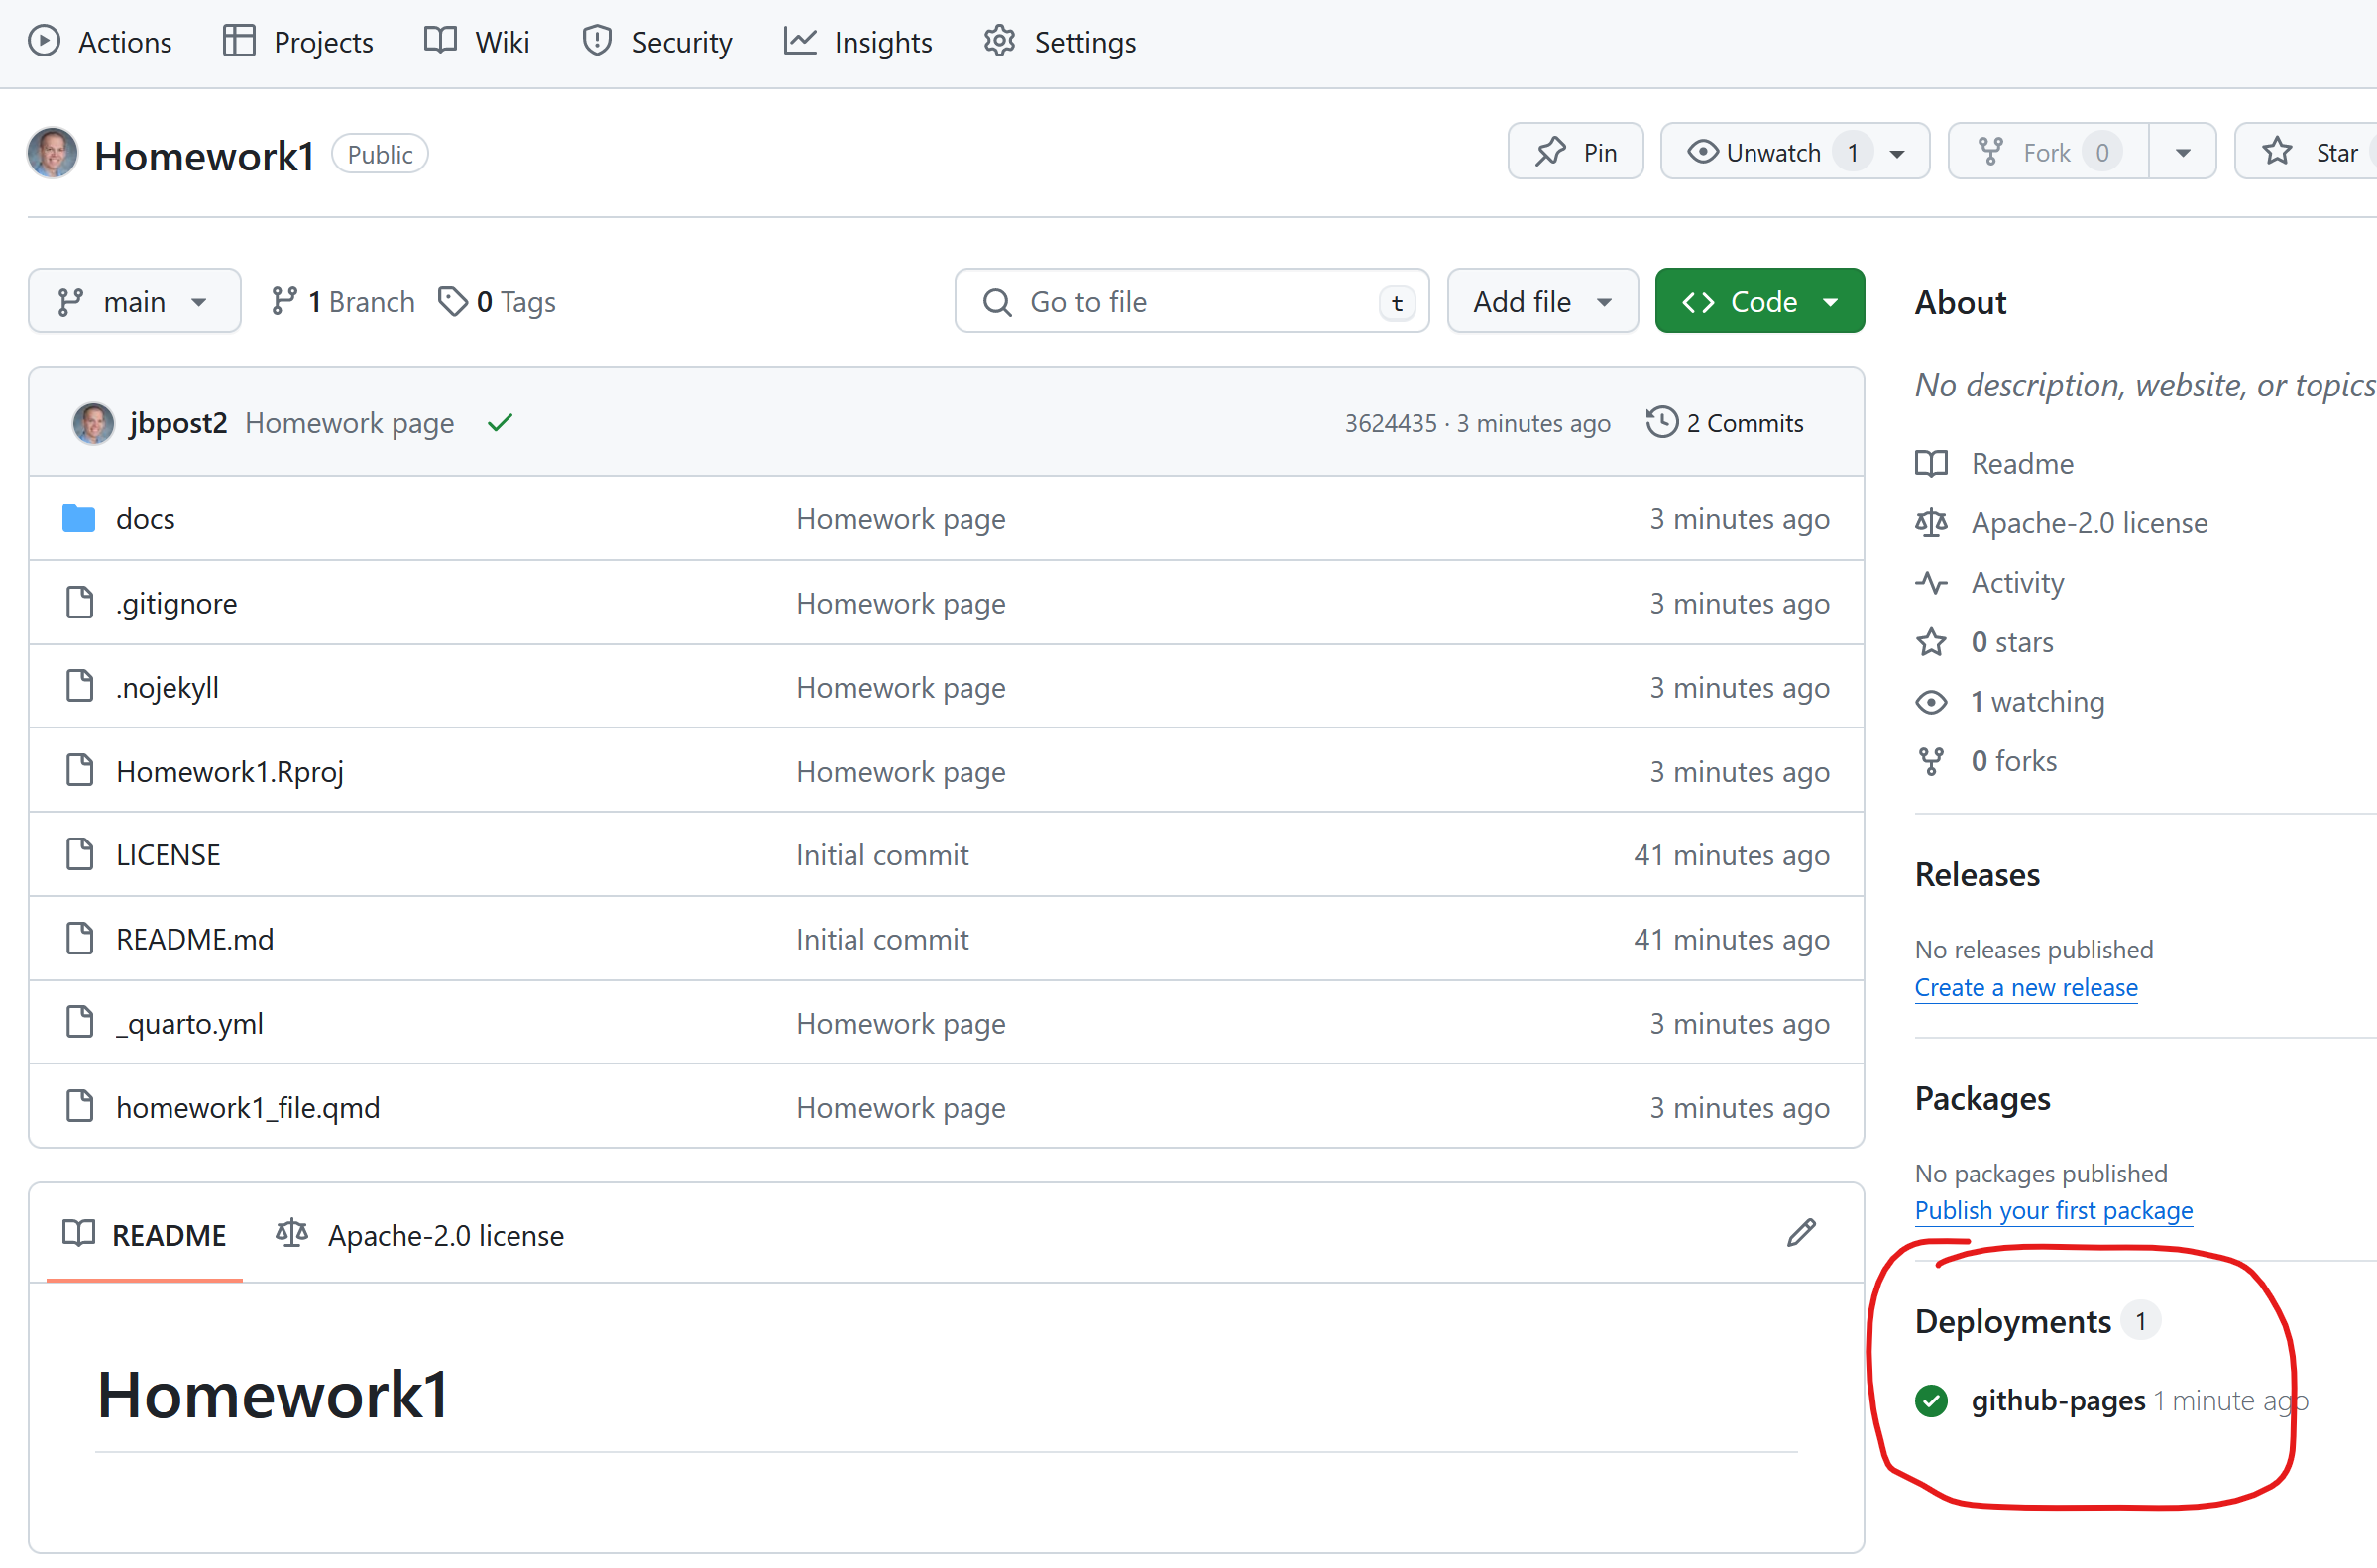 Actions Projects Wiki Security Insights Settings
Homework1 Public Pin Unwatch 1 Fork 0 Star
main 1 Branch 0 Tags Go to file t Add file Code
jbpost2 Homework page 3624435 · 3 minutes ago 2 Commits
docs Homework page 3 minutes ago
.gitignore Homework page 3 minutes ago
.nojekyll Homework page 3 minutes ago
Homework1.Rproj Homework page 3 minutes ago
LICENSE Initial commit 41 minutes ago
README.md Initial commit 41 minutes ago
_quarto.yml Homework page 3 minutes ago
homework1_file.qmd Homework page 3 minutes ago
README Apache-2.0 license
Homework1
About
No description, website, or topics
Readme
Apache-2.0 license
Activity
0 stars
1 watching
0 forks
Releases
No releases published
Create a new release
Packages
No packages published
Publish your first package
Deployments 1
github-pages 1 minute ago